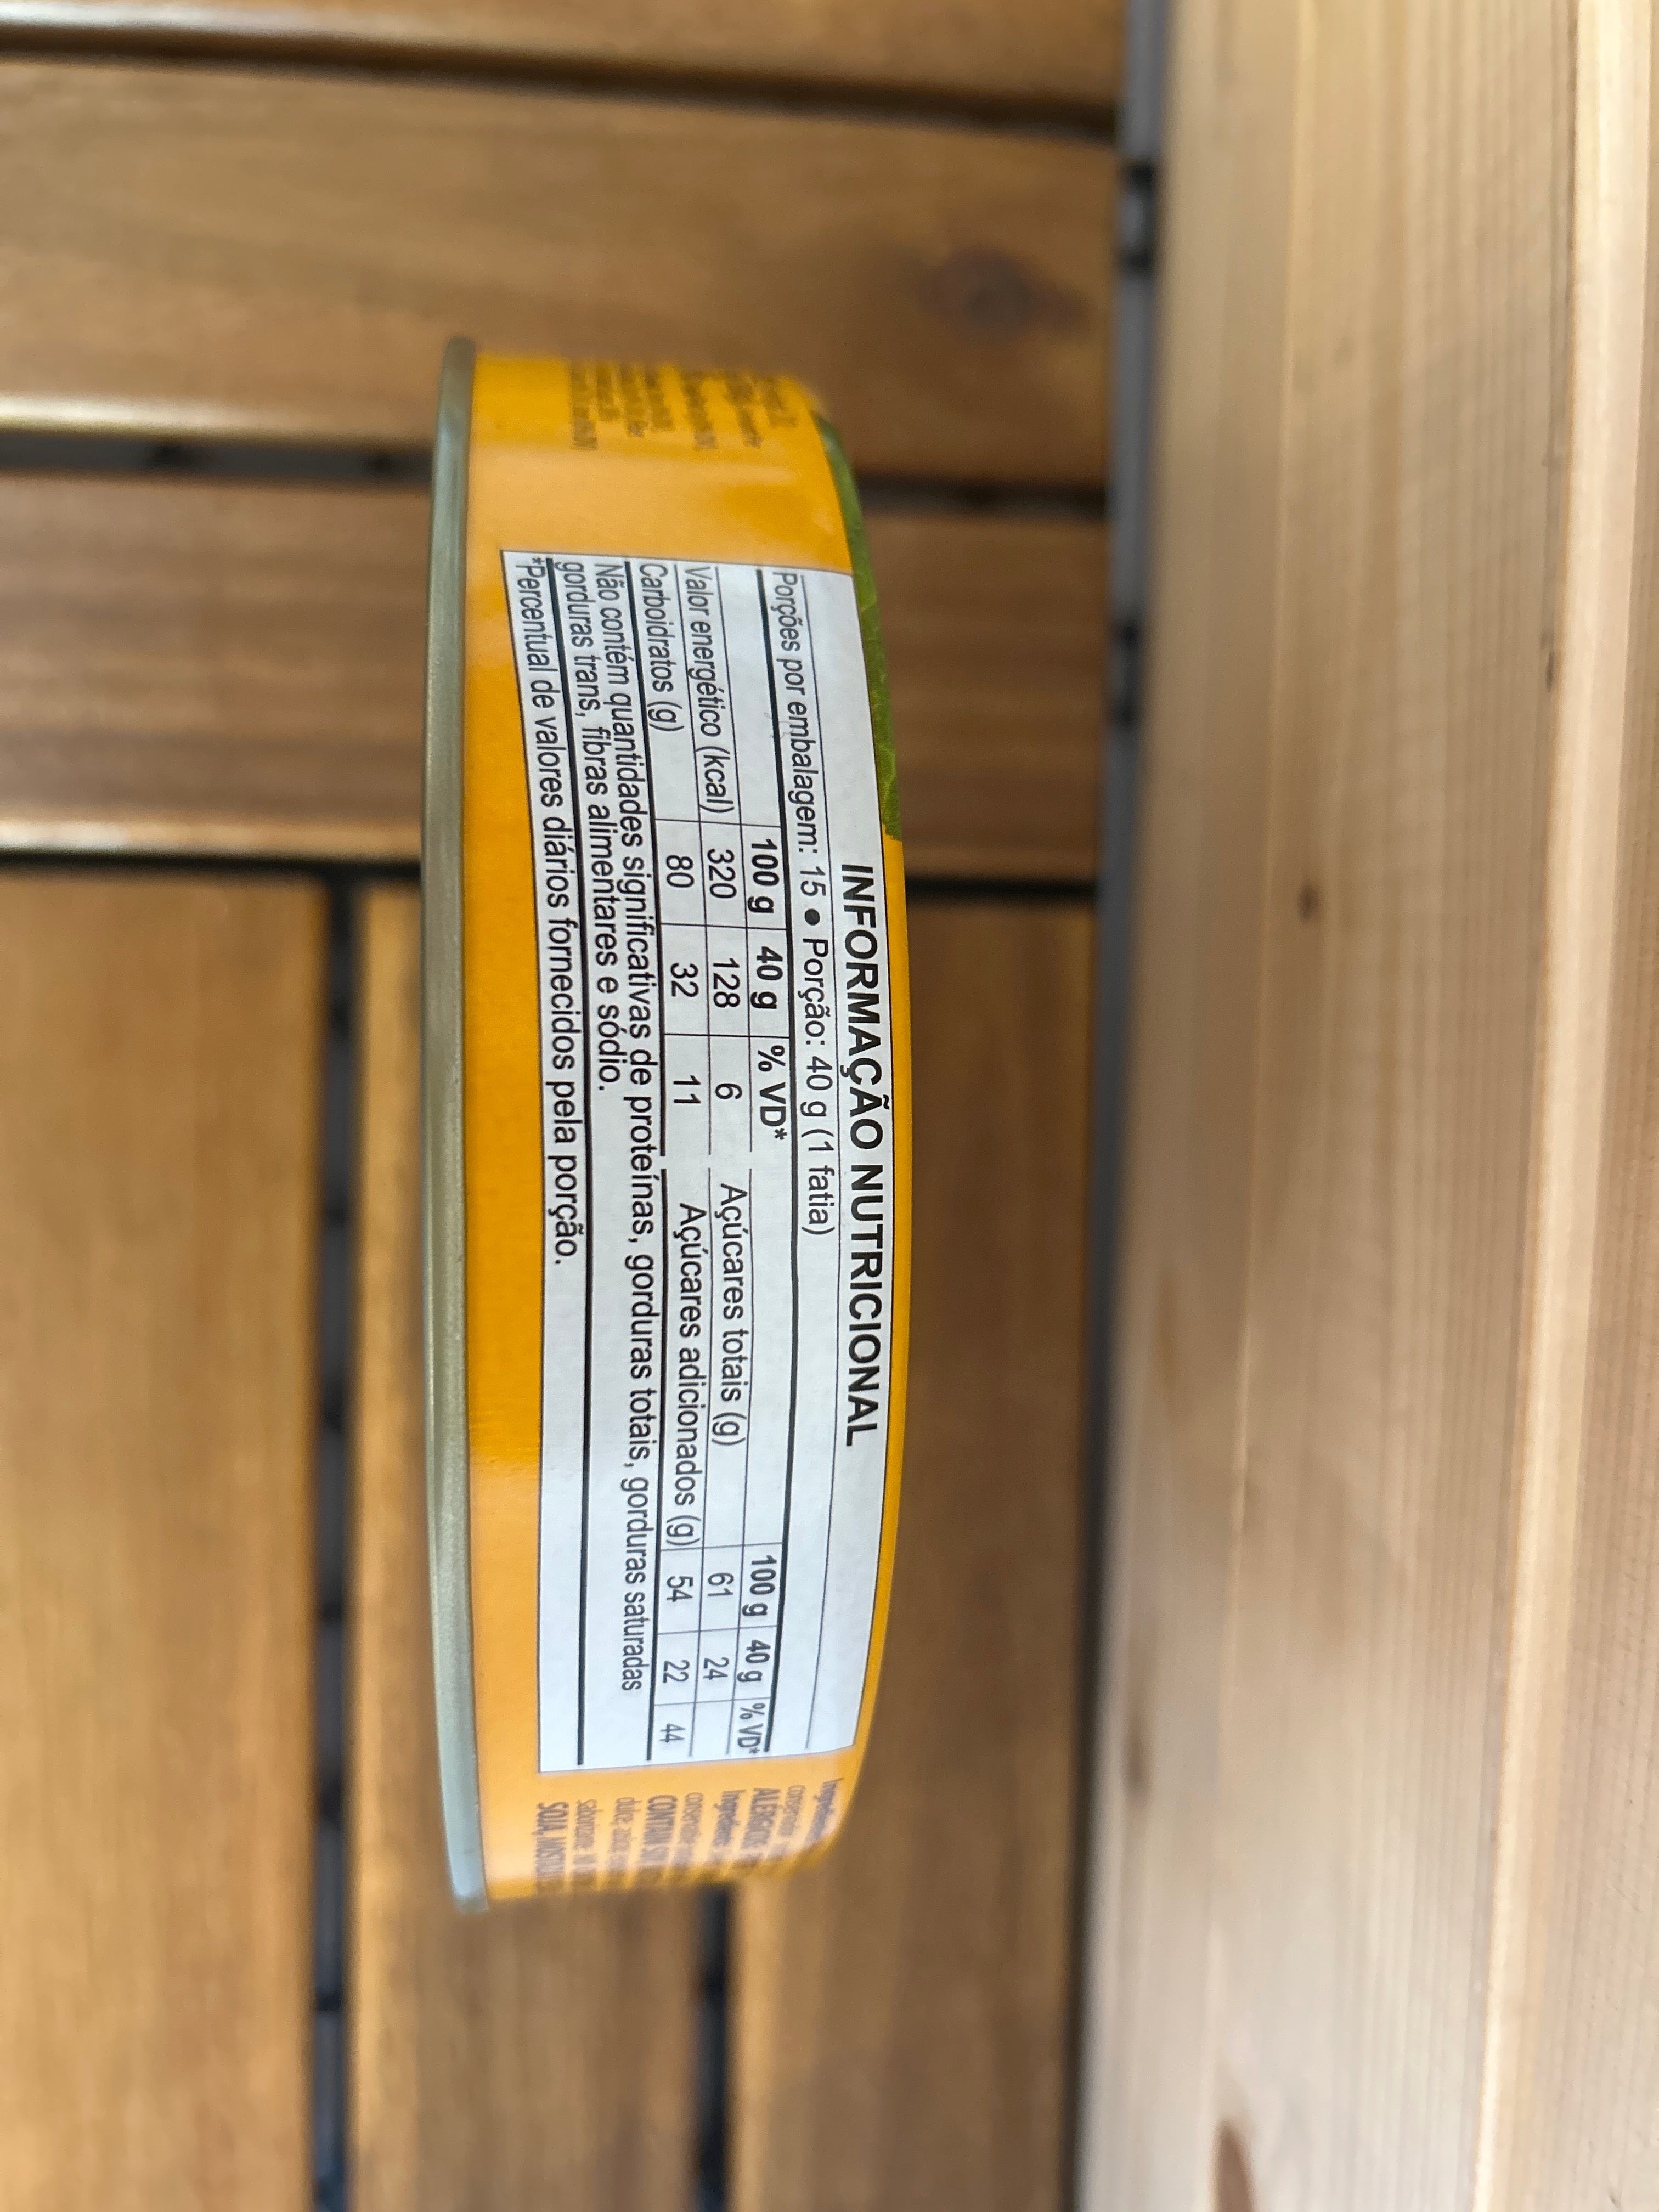 INFORMAÇÃO NUTRICIONAL
Porções por embalagem: 15 ● Porção: 40 g (1 fatia)
100 g 40 g % VD* 100 g 40 g % VD*
Valor energético (kcal) 320 128 6 Açúcares totais (g) 61 24
Carboidratos (g) 80 32 11 Açúcares adicionados (g) 54 22 44
Não contém quantidades significativas de proteínas, gorduras totais, gorduras saturadas
gorduras trans, fibras alimentares e sódio.
*Percentual de valores diários fornecidos pela porção.
CONTAIN
SOJA,